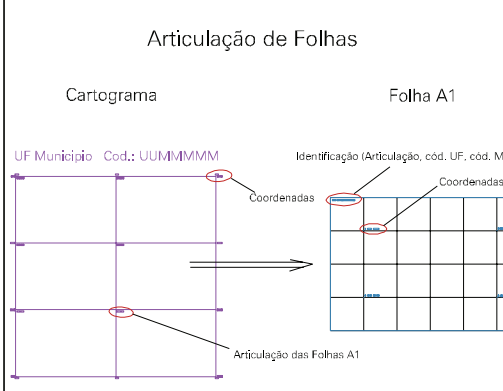 Articulação de Folhas
Cartograma
Folha A1
UF Municipio Cod.: UUMMMMM
Identificação (Articulação, cód. UF, cód. M
Coordenadas
Coordenadas
Articulação das Folhas A1